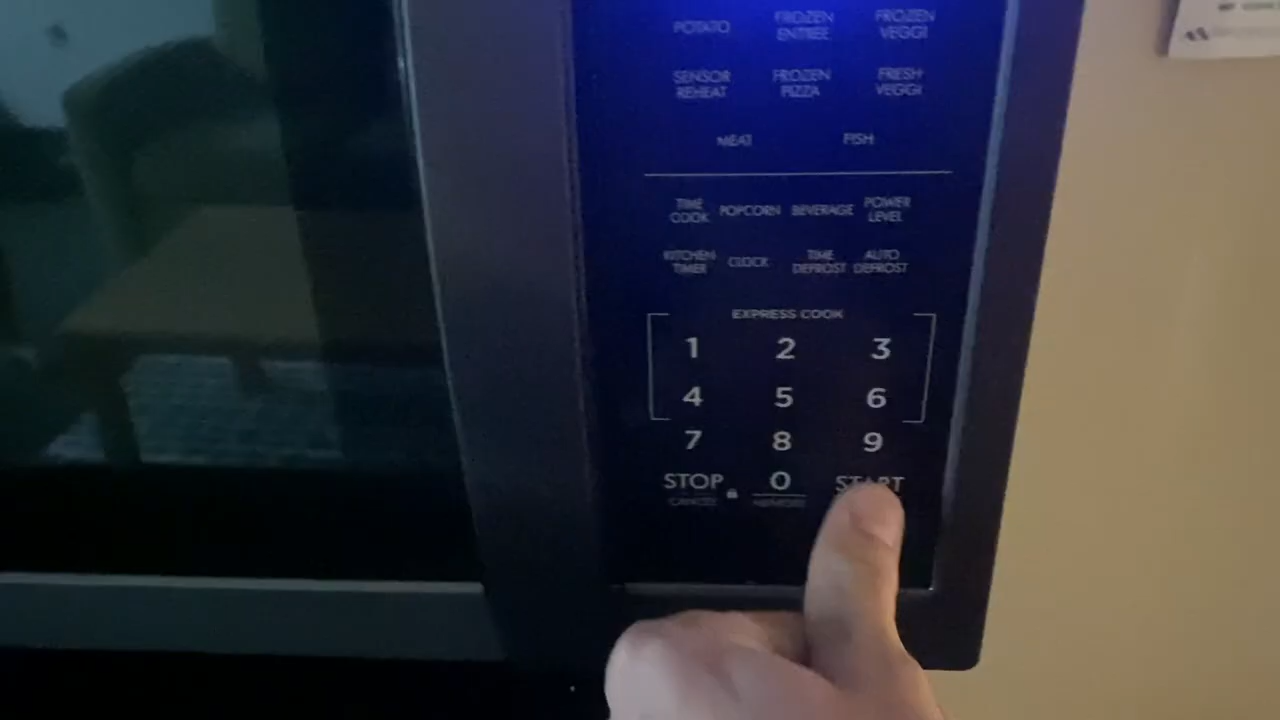 POTATO
FROZEN
ENTREE
FROZEN
VEGGI
SENSOR
REHEAT
FROZEN
PIZZA
FRESH
VEGGI
MEAT
FISH
TIME
COOK
POPCORN
BEVERAGE
POWER
LEVEL
KITCHEN
TIMER
CLOCK
TIME
DEFROST
AUTO
DEFROST
EXPRESS COOK
1 2 3
4 5 6
7 8 9
STOP 0 START
CANCEL